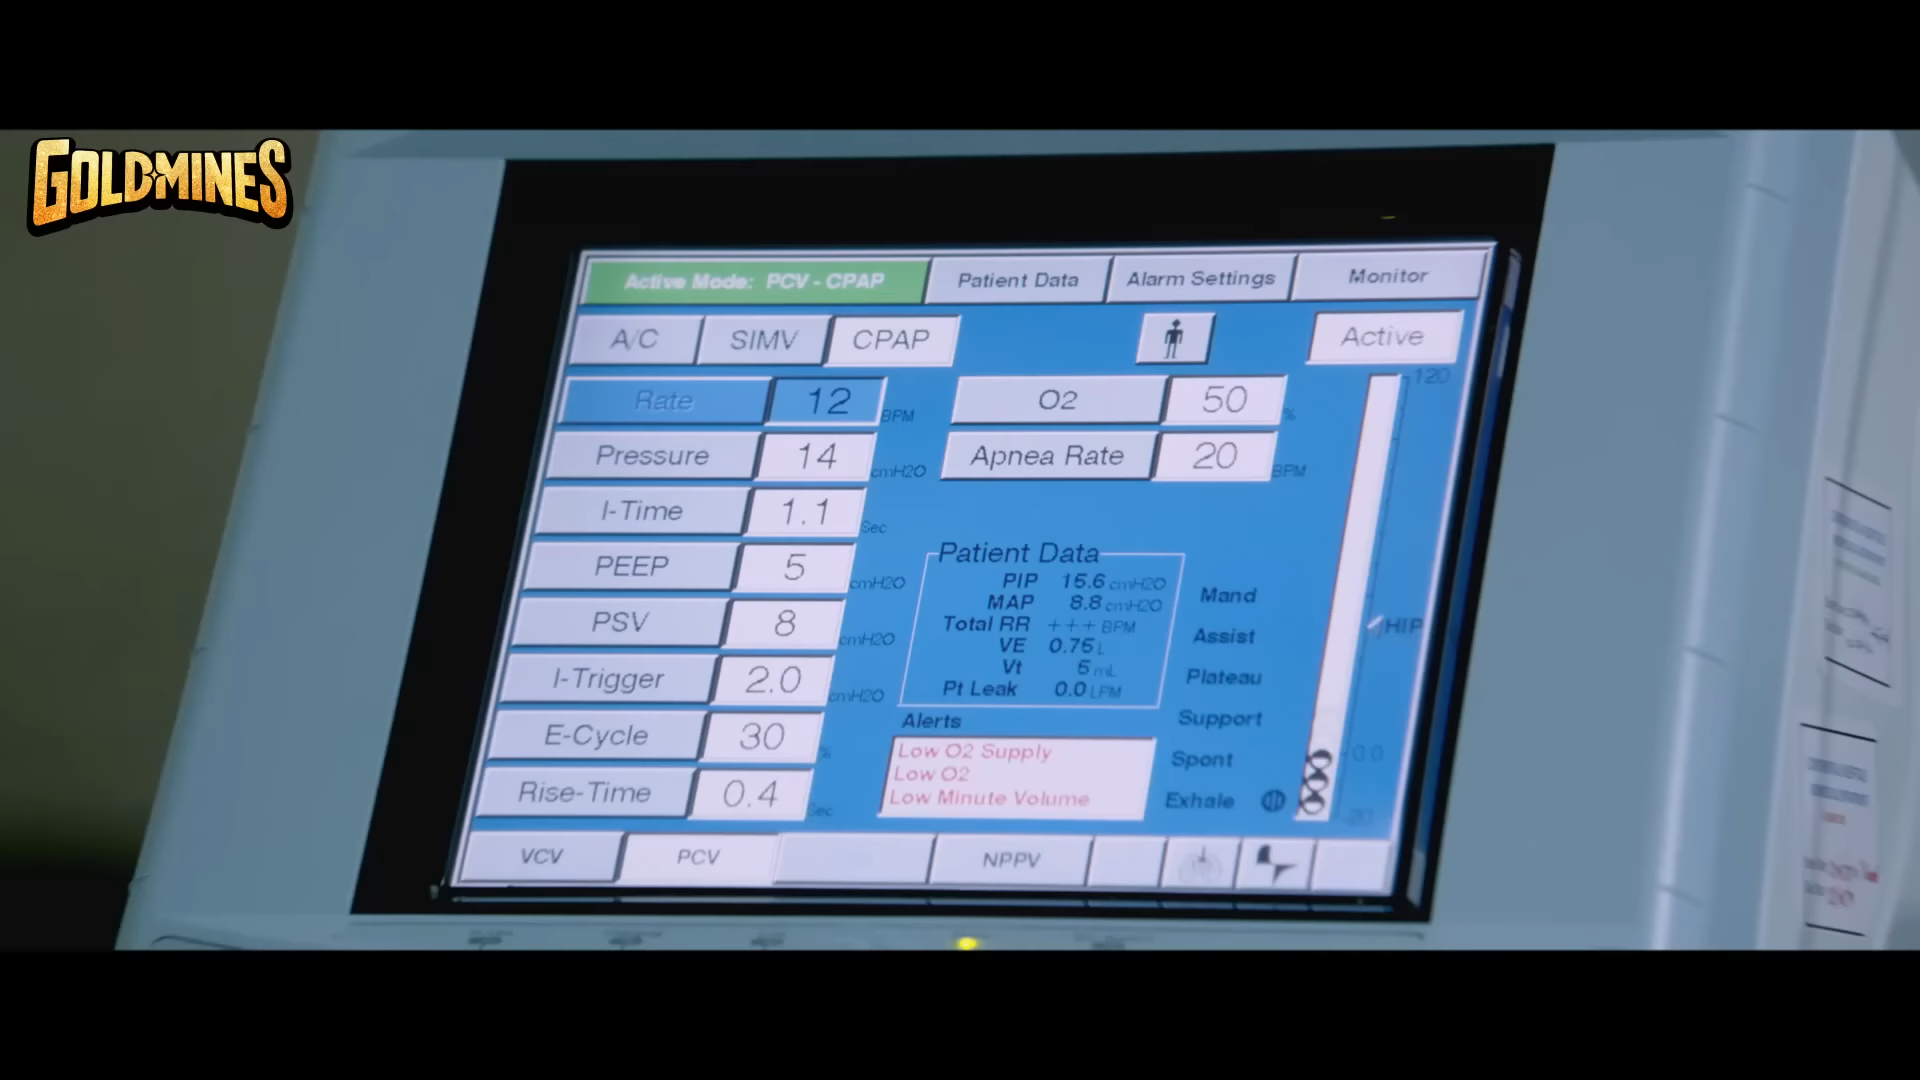 GOLDMINES
Active Mode: PCV - CPAP
Patient Data
Alarm Settings
Monitor
A/C
SIMV
CPAP
Active
Rate 12 BPM
O2 50 %
120
Pressure 14 cmH2O
Apnea Rate 20 BPM
I-Time 1.1 Sec
PEEP 5 cmH2O
PSV 8 cmH2O
I-Trigger 2.0 cmH2O
E-Cycle 30 %
Rise-Time 0.4 Sec
Patient Data
PIP 15.6 cmH2O
MAP 8.8 cmH2O
Total RR +++ BPM
VE 0.75 L
Vt 5 mL
Pt Leak 0.0 LPM
Alerts
Low O2 Supply
Low O2
Low Minute Volume
Mand
Assist
Plateau
Support
Spont
Exhale
HIP
0.0
-20
VCV
PCV
NPPV